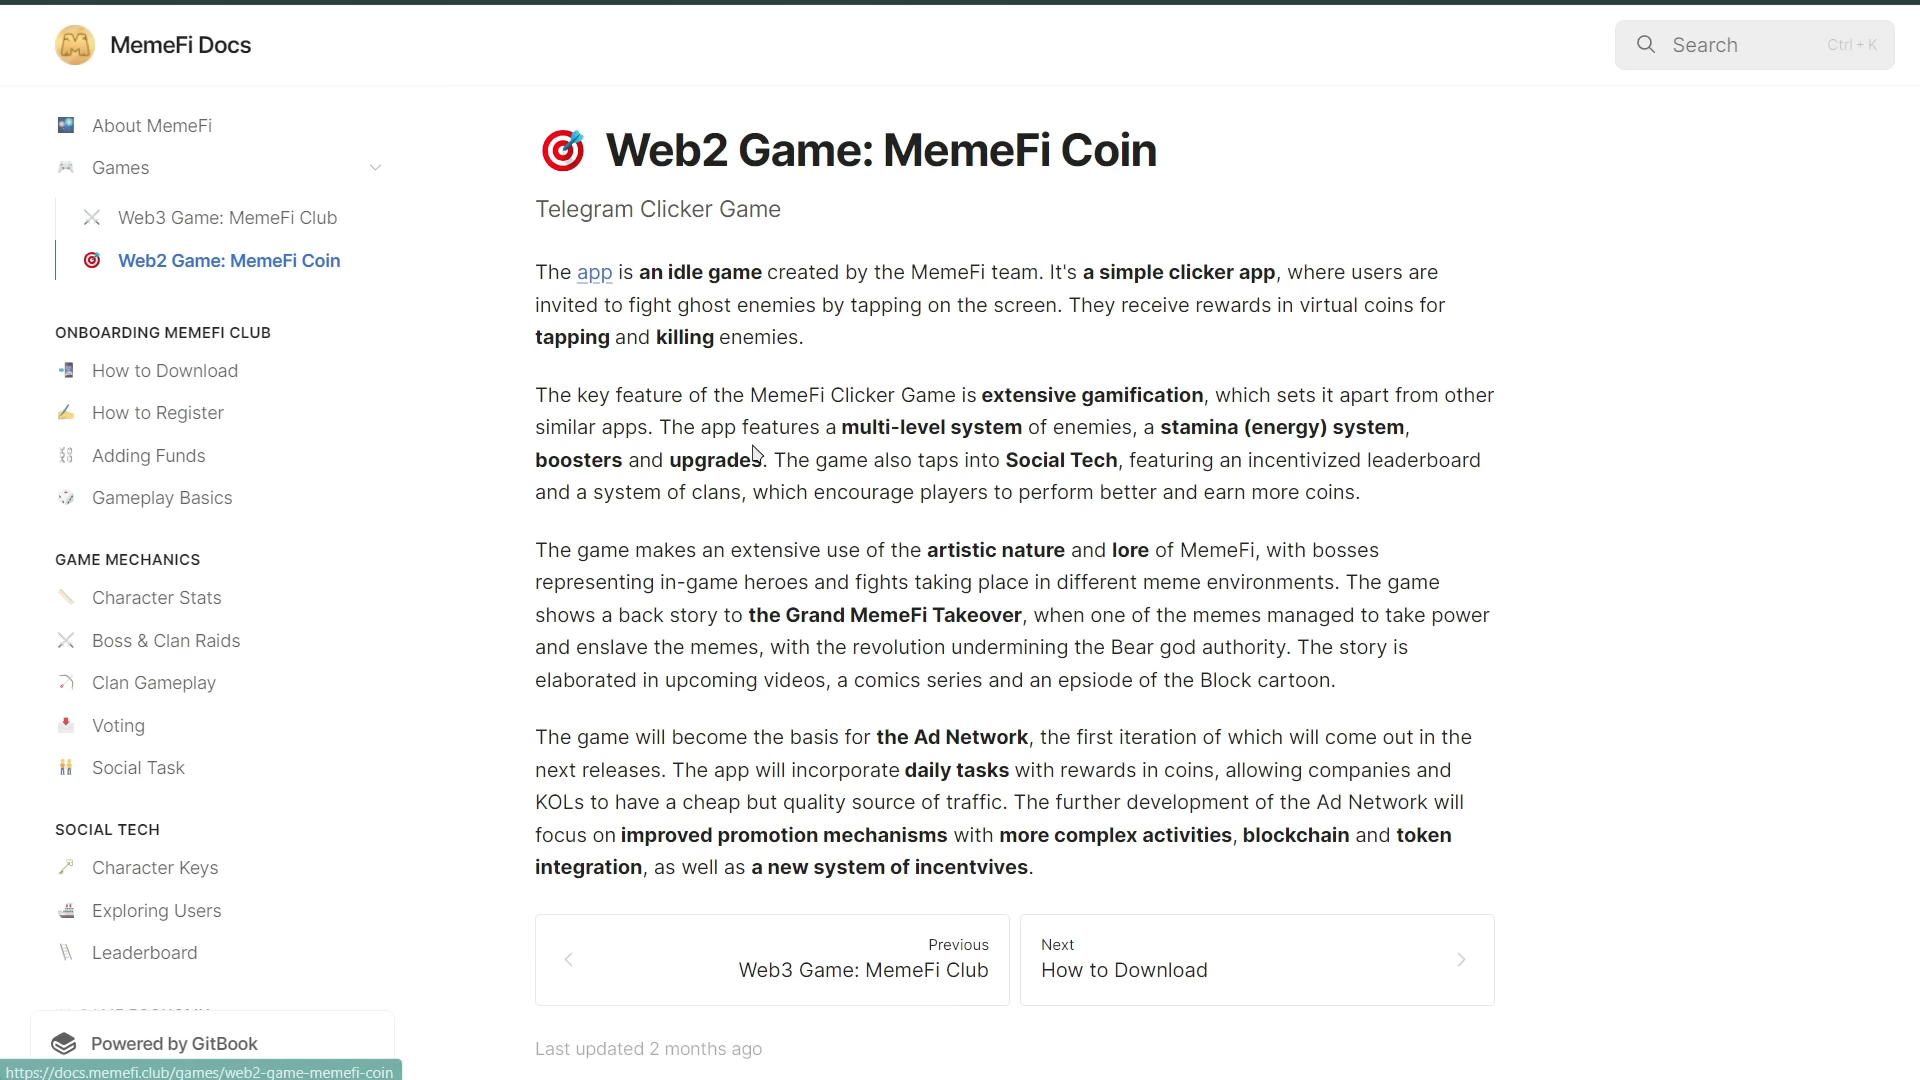 MemeFi Docs
Search
Ctrl + K
About MemeFi
Games
Web3 Game: MemeFi Club
Web2 Game: MemeFi Coin
ONBOARDING MEMEFI CLUB
How to Download
How to Register
Adding Funds
Gameplay Basics
GAME MECHANICS
Character Stats
Boss & Clan Raids
Clan Gameplay
Voting
Social Task
SOCIAL TECH
Character Keys
Exploring Users
Leaderboard
Powered by GitBook
https://docs.memefi.club/games/web2-game-memefi-coin
Web2 Game: MemeFi Coin
Telegram Clicker Game
The app is an idle game created by the MemeFi team. It's a simple clicker app, where users are
invited to fight ghost enemies by tapping on the screen. They receive rewards in virtual coins for
tapping and killing enemies.
The key feature of the MemeFi Clicker Game is extensive gamification, which sets it apart from other
similar apps. The app features a multi-level system of enemies, a stamina (energy) system,
boosters and upgrades. The game also taps into Social Tech, featuring an incentivized leaderboard
and a system of clans, which encourage players to perform better and earn more coins.
The game makes an extensive use of the artistic nature and lore of MemeFi, with bosses
representing in-game heroes and fights taking place in different meme environments. The game
shows a back story to the Grand MemeFi Takeover, when one of the memes managed to take power
and enslave the memes, with the revolution undermining the Bear god authority. The story is
elaborated in upcoming videos, a comics series and an epsiode of the Block cartoon.
The game will become the basis for the Ad Network, the first iteration of which will come out in the
next releases. The app will incorporate daily tasks with rewards in coins, allowing companies and
KOLs to have a cheap but quality source of traffic. The further development of the Ad Network will
focus on improved promotion mechanisms with more complex activities, blockchain and token
integration, as well as a new system of incentvives.
Previous
Web3 Game: MemeFi Club
Next
How to Download
Last updated 2 months ago